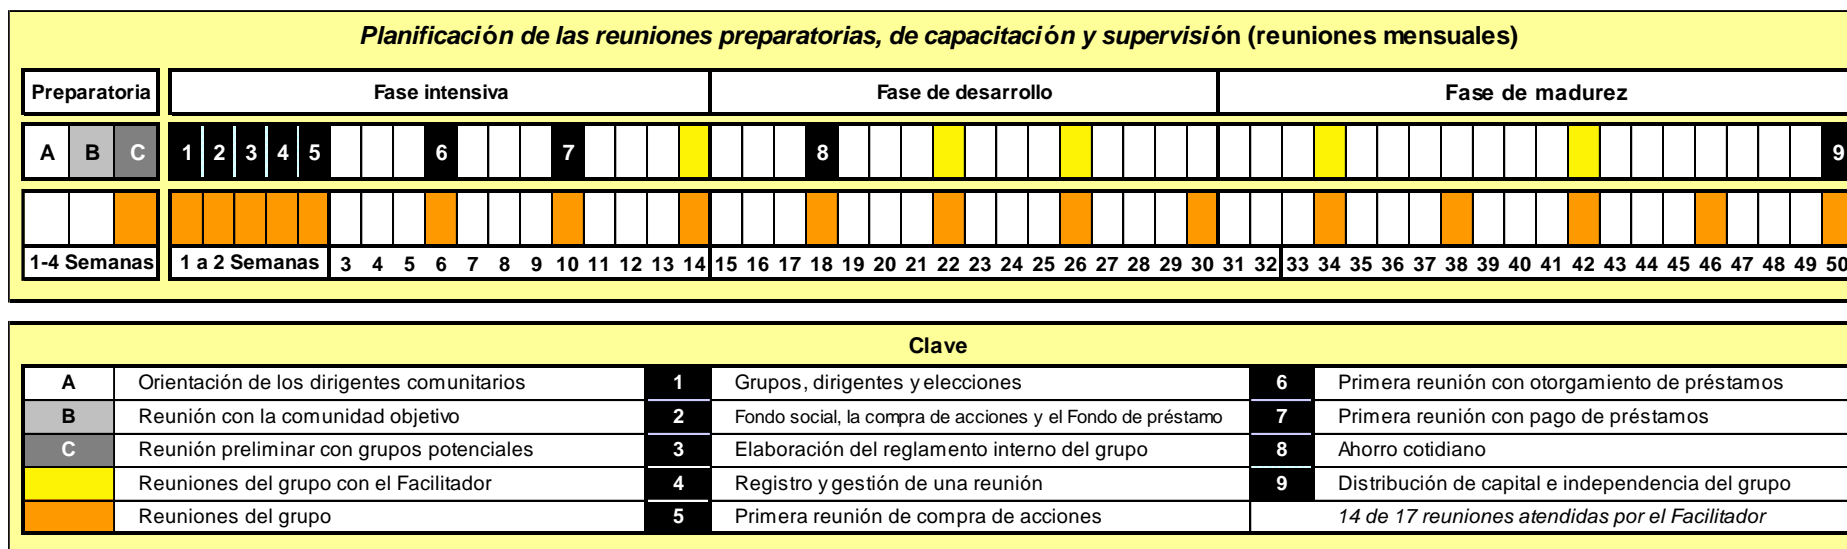 Planificación de las reuniones preparatorias, de capacitación y supervisión (reuniones mensuales)
Preparatoria Fase intensiva Fase de desarrollo Fase de madurez
A B C 1 2 3 4 5 6 7 8 9
1-4 Semanas 1 a 2 Semanas 3 4 5 6 7 8 9 10 11 12 13 14 15 16 17 18 19 20 21 22 23 24 25 26 27 28 29 30 31 32 33 34 35 36 37 38 39 40 41 42 43 44 45 46 47 48 49 50
Clave
A Orientación de los dirigentes comunitarios 1 Grupos, dirigentes y elecciones 6 Primera reunión con otorgamiento de préstamos
B Reunión con la comunidad objetivo 2 Fondo social, la compra de acciones y el Fondo de préstamo 7 Primera reunión con pago de préstamos
C Reunión preliminar con grupos potenciales 3 Elaboración del reglamento interno del grupo 8 Ahorro cotidiano
Reuniones del grupo con el Facilitador 4 Registro y gestión de una reunión 9 Distribución de capital e independencia del grupo
Reuniones del grupo 5 Primera reunión de compra de acciones 14 de 17 reuniones atendidas por el Facilitador